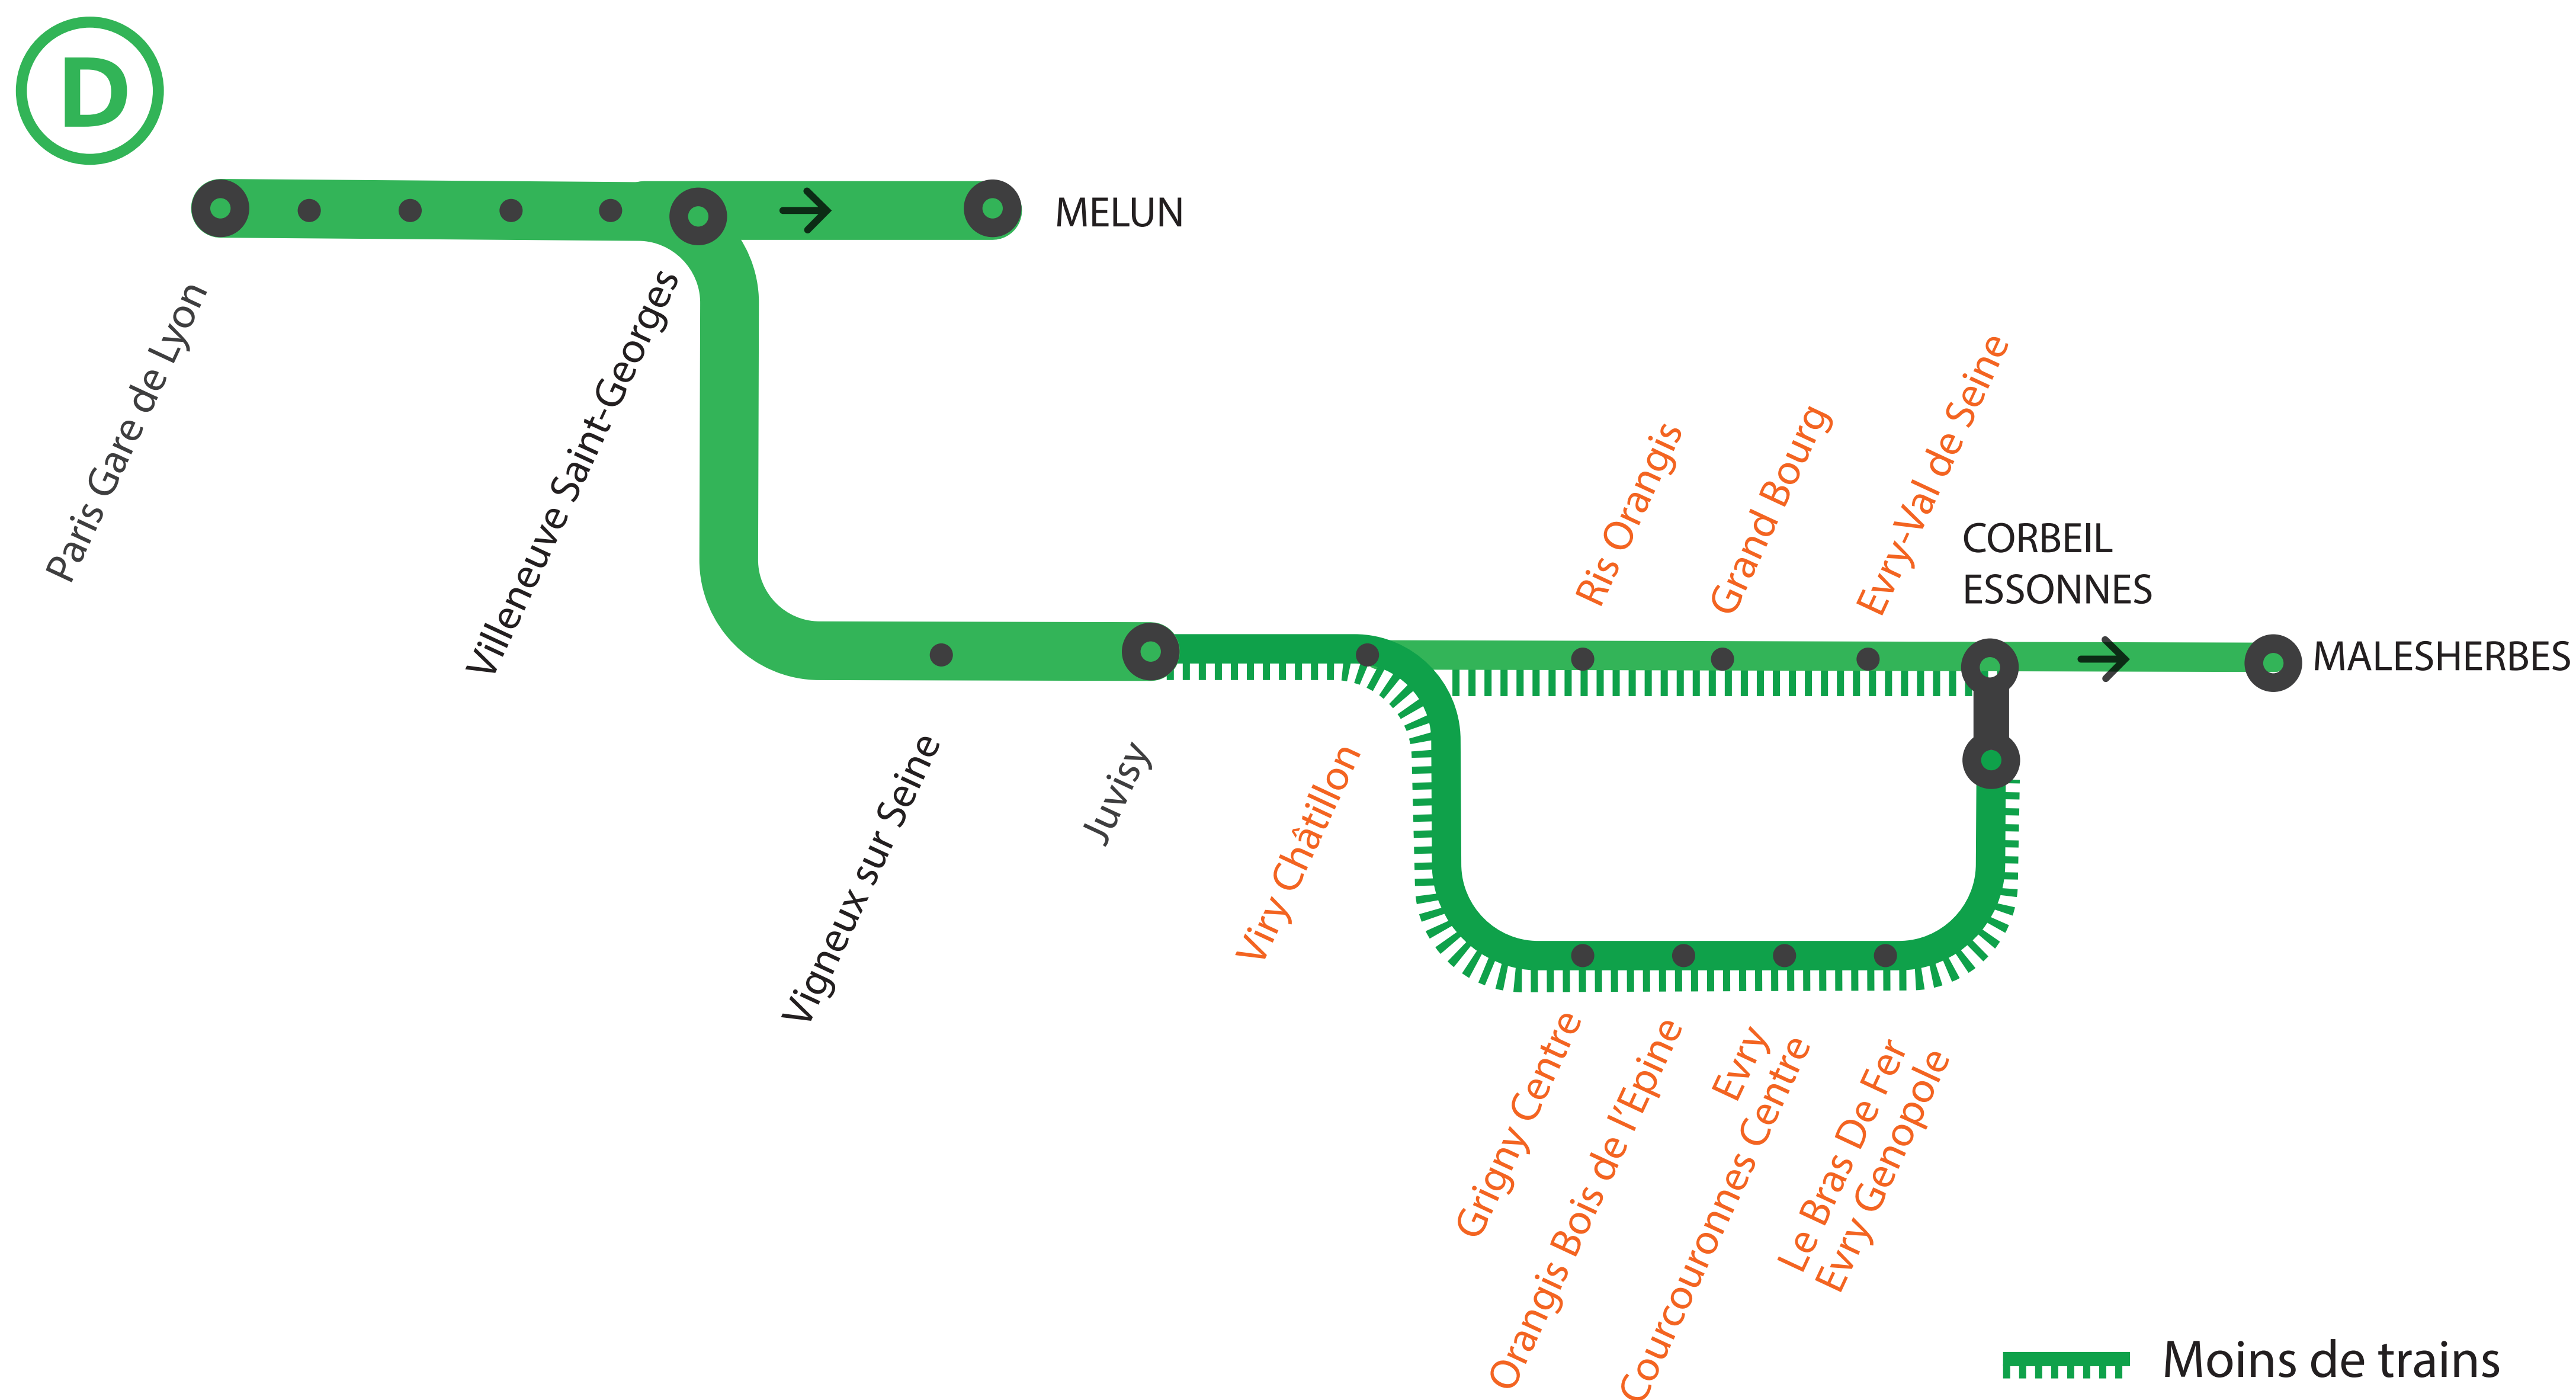 D
MELUN
Paris Gare de Lyon
Villeneuve Saint-Georges
Vigneux sur Seine
Juvisy
Viry Châtillon
Ris Orangis
Grand Bourg
Evry-Val de Seine
CORBEIL
ESSONNES
MALESHERBES
Grigny Centre
Orangis Bois de l'Epine
Evry
Courcouronnes Centre
Le Bras De Fer
Evry Genopole
Moins de trains